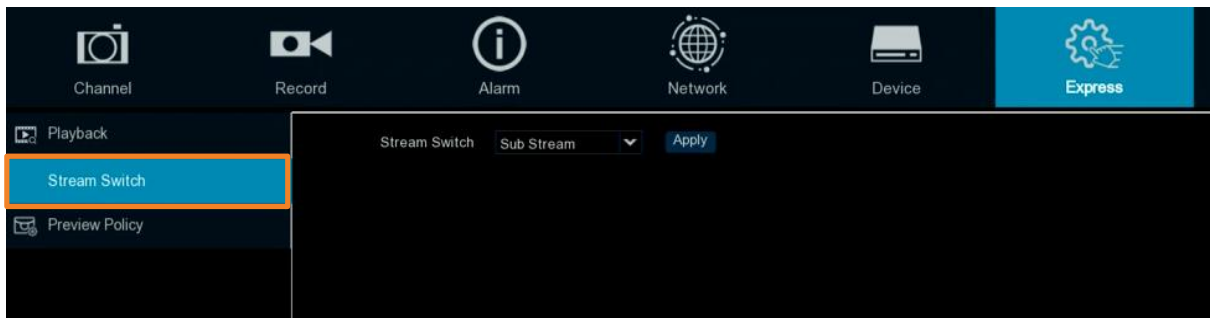 Channel
Record
Alarm
Network
Device
Express
Playback
Stream Switch Sub Stream Apply
Stream Switch
Preview Policy